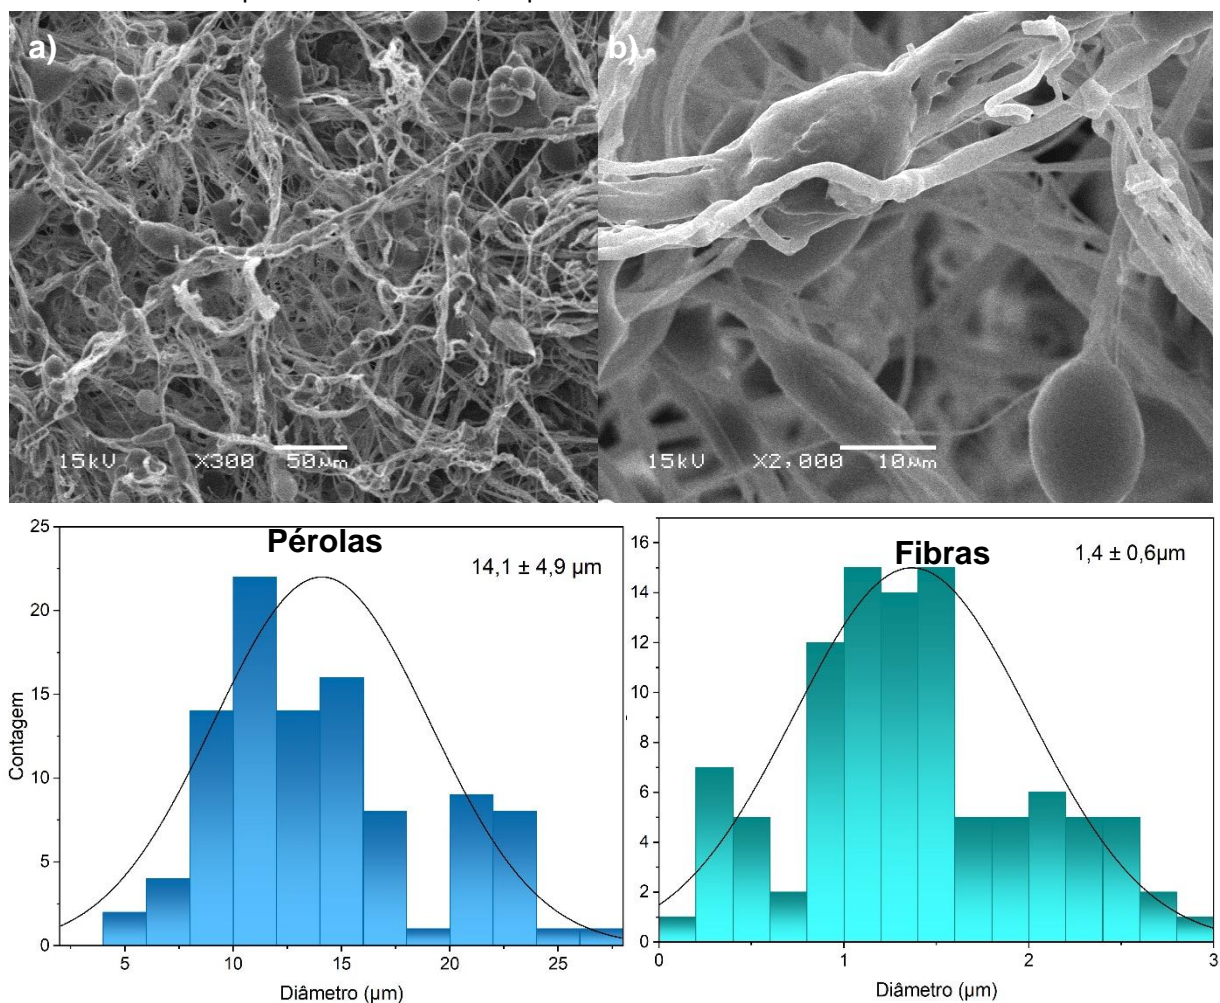 a)
b)
15kV X300 50µm
15kV X2,000 10µm
Pérolas
14,1 ± 4,9 µm
Contagem
25
20
15
10
5
0
5 10 15 20 25
Diâmetro (µm)
Fibras
1,4 ± 0,6µm
16
14
12
10
8
6
4
2
0
0 1 2 3
Diâmetro (µm)